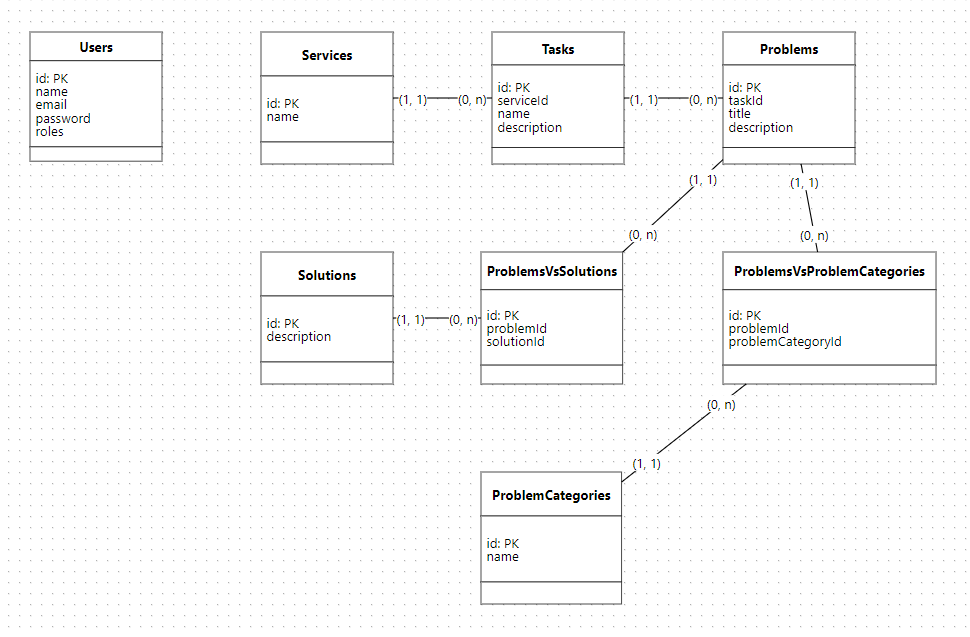 Users
id: PK
name
email
password
roles
Services
id: PK
name
(1, 1)
(0, n)
Tasks
id: PK
serviceId
name
description
(1, 1)
(0, n)
Problems
id: PK
taskId
title
description
(1, 1)
(0, n)
(1, 1)
(0, n)
Solutions
id: PK
description
(1, 1)
(0, n)
ProblemsVsSolutions
id: PK
problemId
solutionId
ProblemsVsProblemCategories
id: PK
problemId
problemCategoryId
(0, n)
(1, 1)
ProblemCategories
id: PK
name